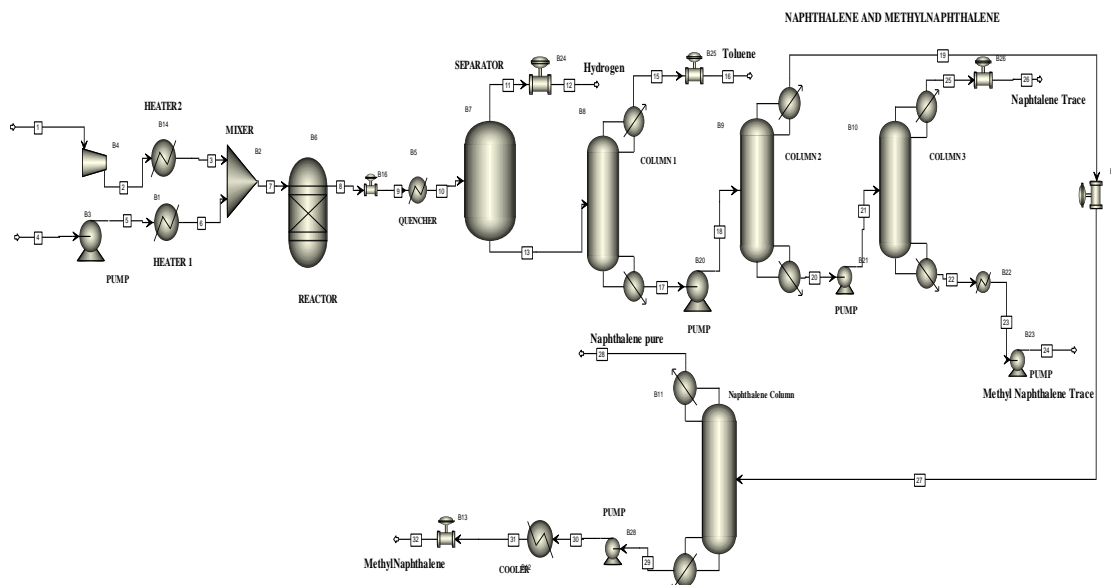 NAPHTHALENE AND METHYLNAPHTHALENE
19
B25
Toluene
B24
SEPARATOR
11
12
Hydrogen
15
16
B26
25
26
Naphtalene Trace
HEATER2
B14
MIXER
B7
B8
B9
B10
1
B4
B2
B6
COLUMN 1
COLUMN 2
COLUMN 3
2
3
7
8
B16
B5
9
10
B1
B3
5
6
4
QUENCHER
21
18
PUMP
HEATER 1
13
REACTOR
B20
17
B21
20
22
B22
PUMP
PUMP
23
B23
24
PUMP
Naphthalene pure
28
Methyl Naphthalene Trace
B11
Naphthalene Column
27
PUMP
B13
B28
32
31
30
29
MethylNaphthalene
COOLER